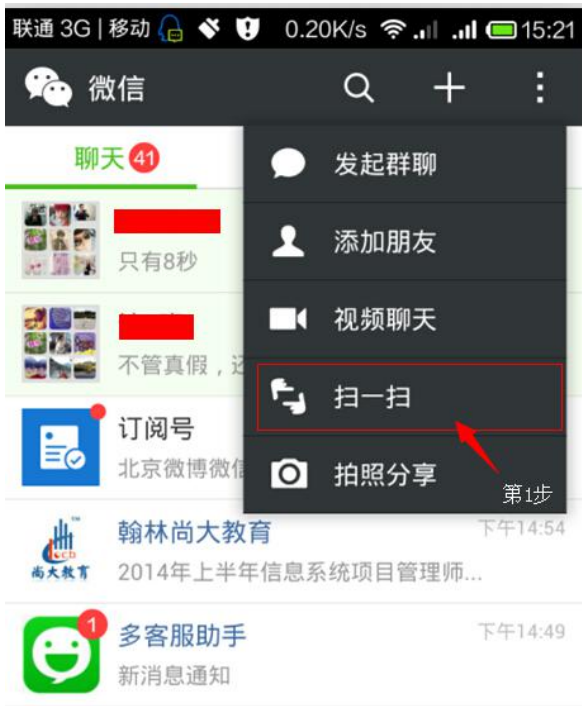 联通 3G | 移动 0.20K/s 15:21
微信
聊天 41
发起群聊
添加朋友
视频聊天
扫一扫
拍照分享
第1步
只有8秒
不管真假，还
订阅号
北京微博微信
翰林尚大教育 下午14:54
2014年上半年信息系统项目管理师...
尚大教育
1
多客服助手 下午14:49
新消息通知